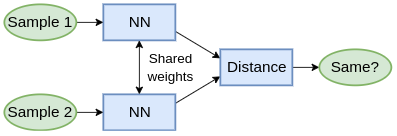 Sample 1
NN
Shared
weights
Distance
Same?
Sample 2
NN